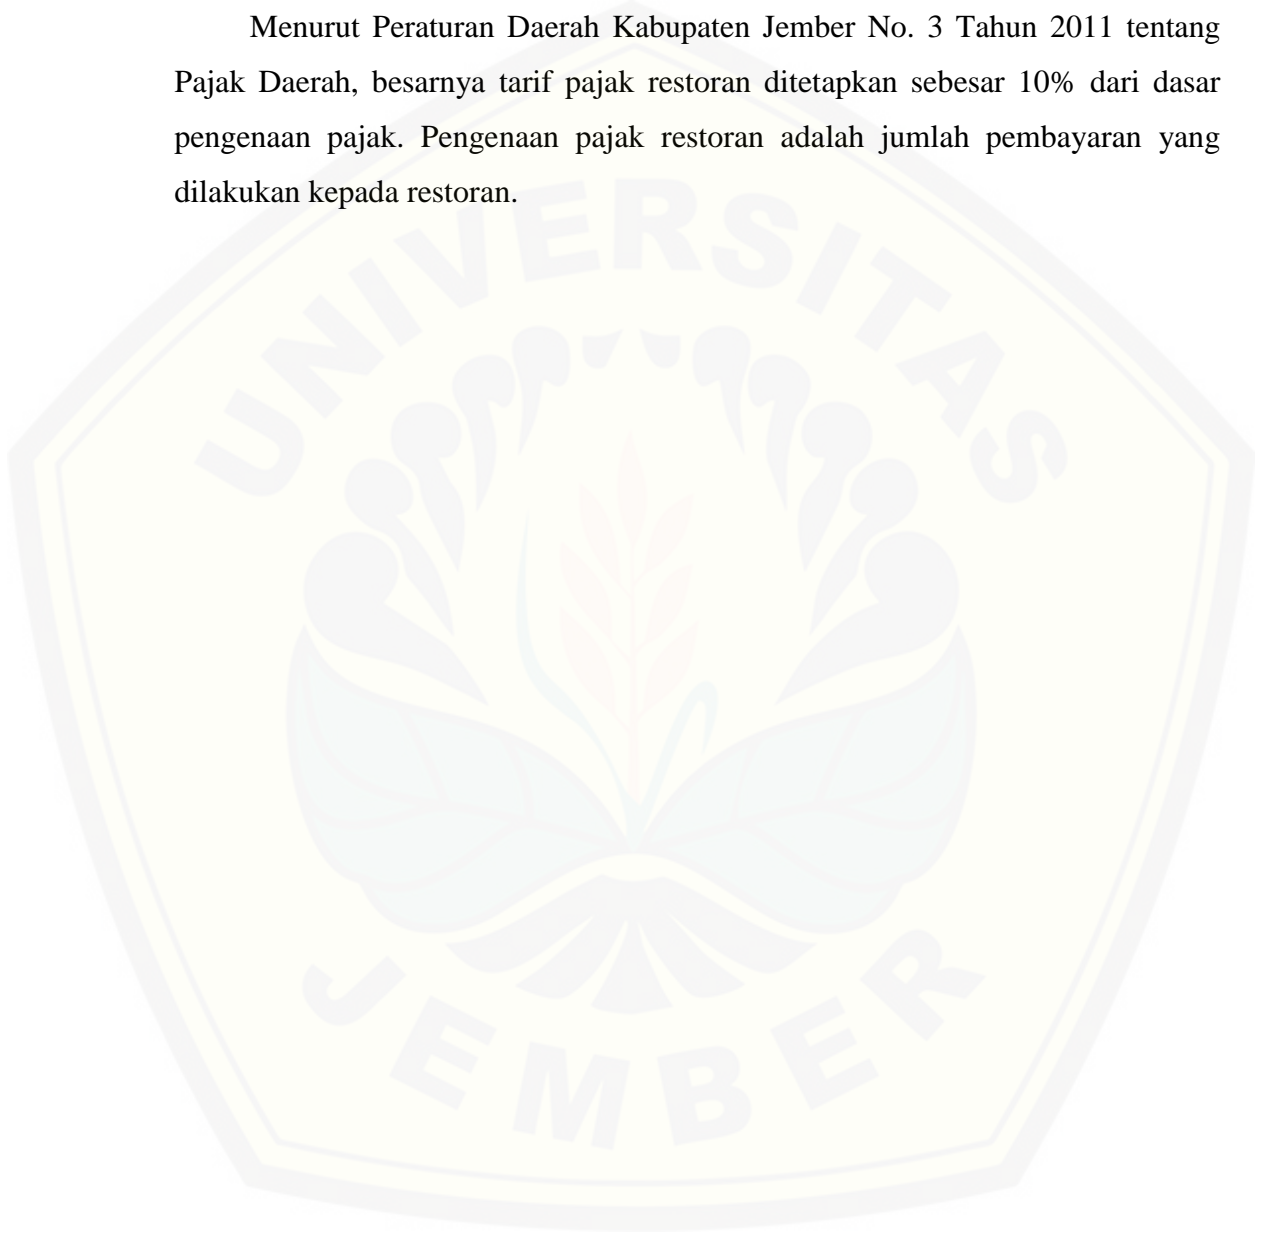 Menurut Peraturan Daerah Kabupaten Jember No. 3 Tahun 2011 tentang
Pajak Daerah, besarnya tarif pajak restoran ditetapkan sebesar 10% dari dasar
pengenaan pajak. Pengenaan pajak restoran adalah jumlah pembayaran yang
dilakukan kepada restoran.
UNIVERSITAS
JEMBER